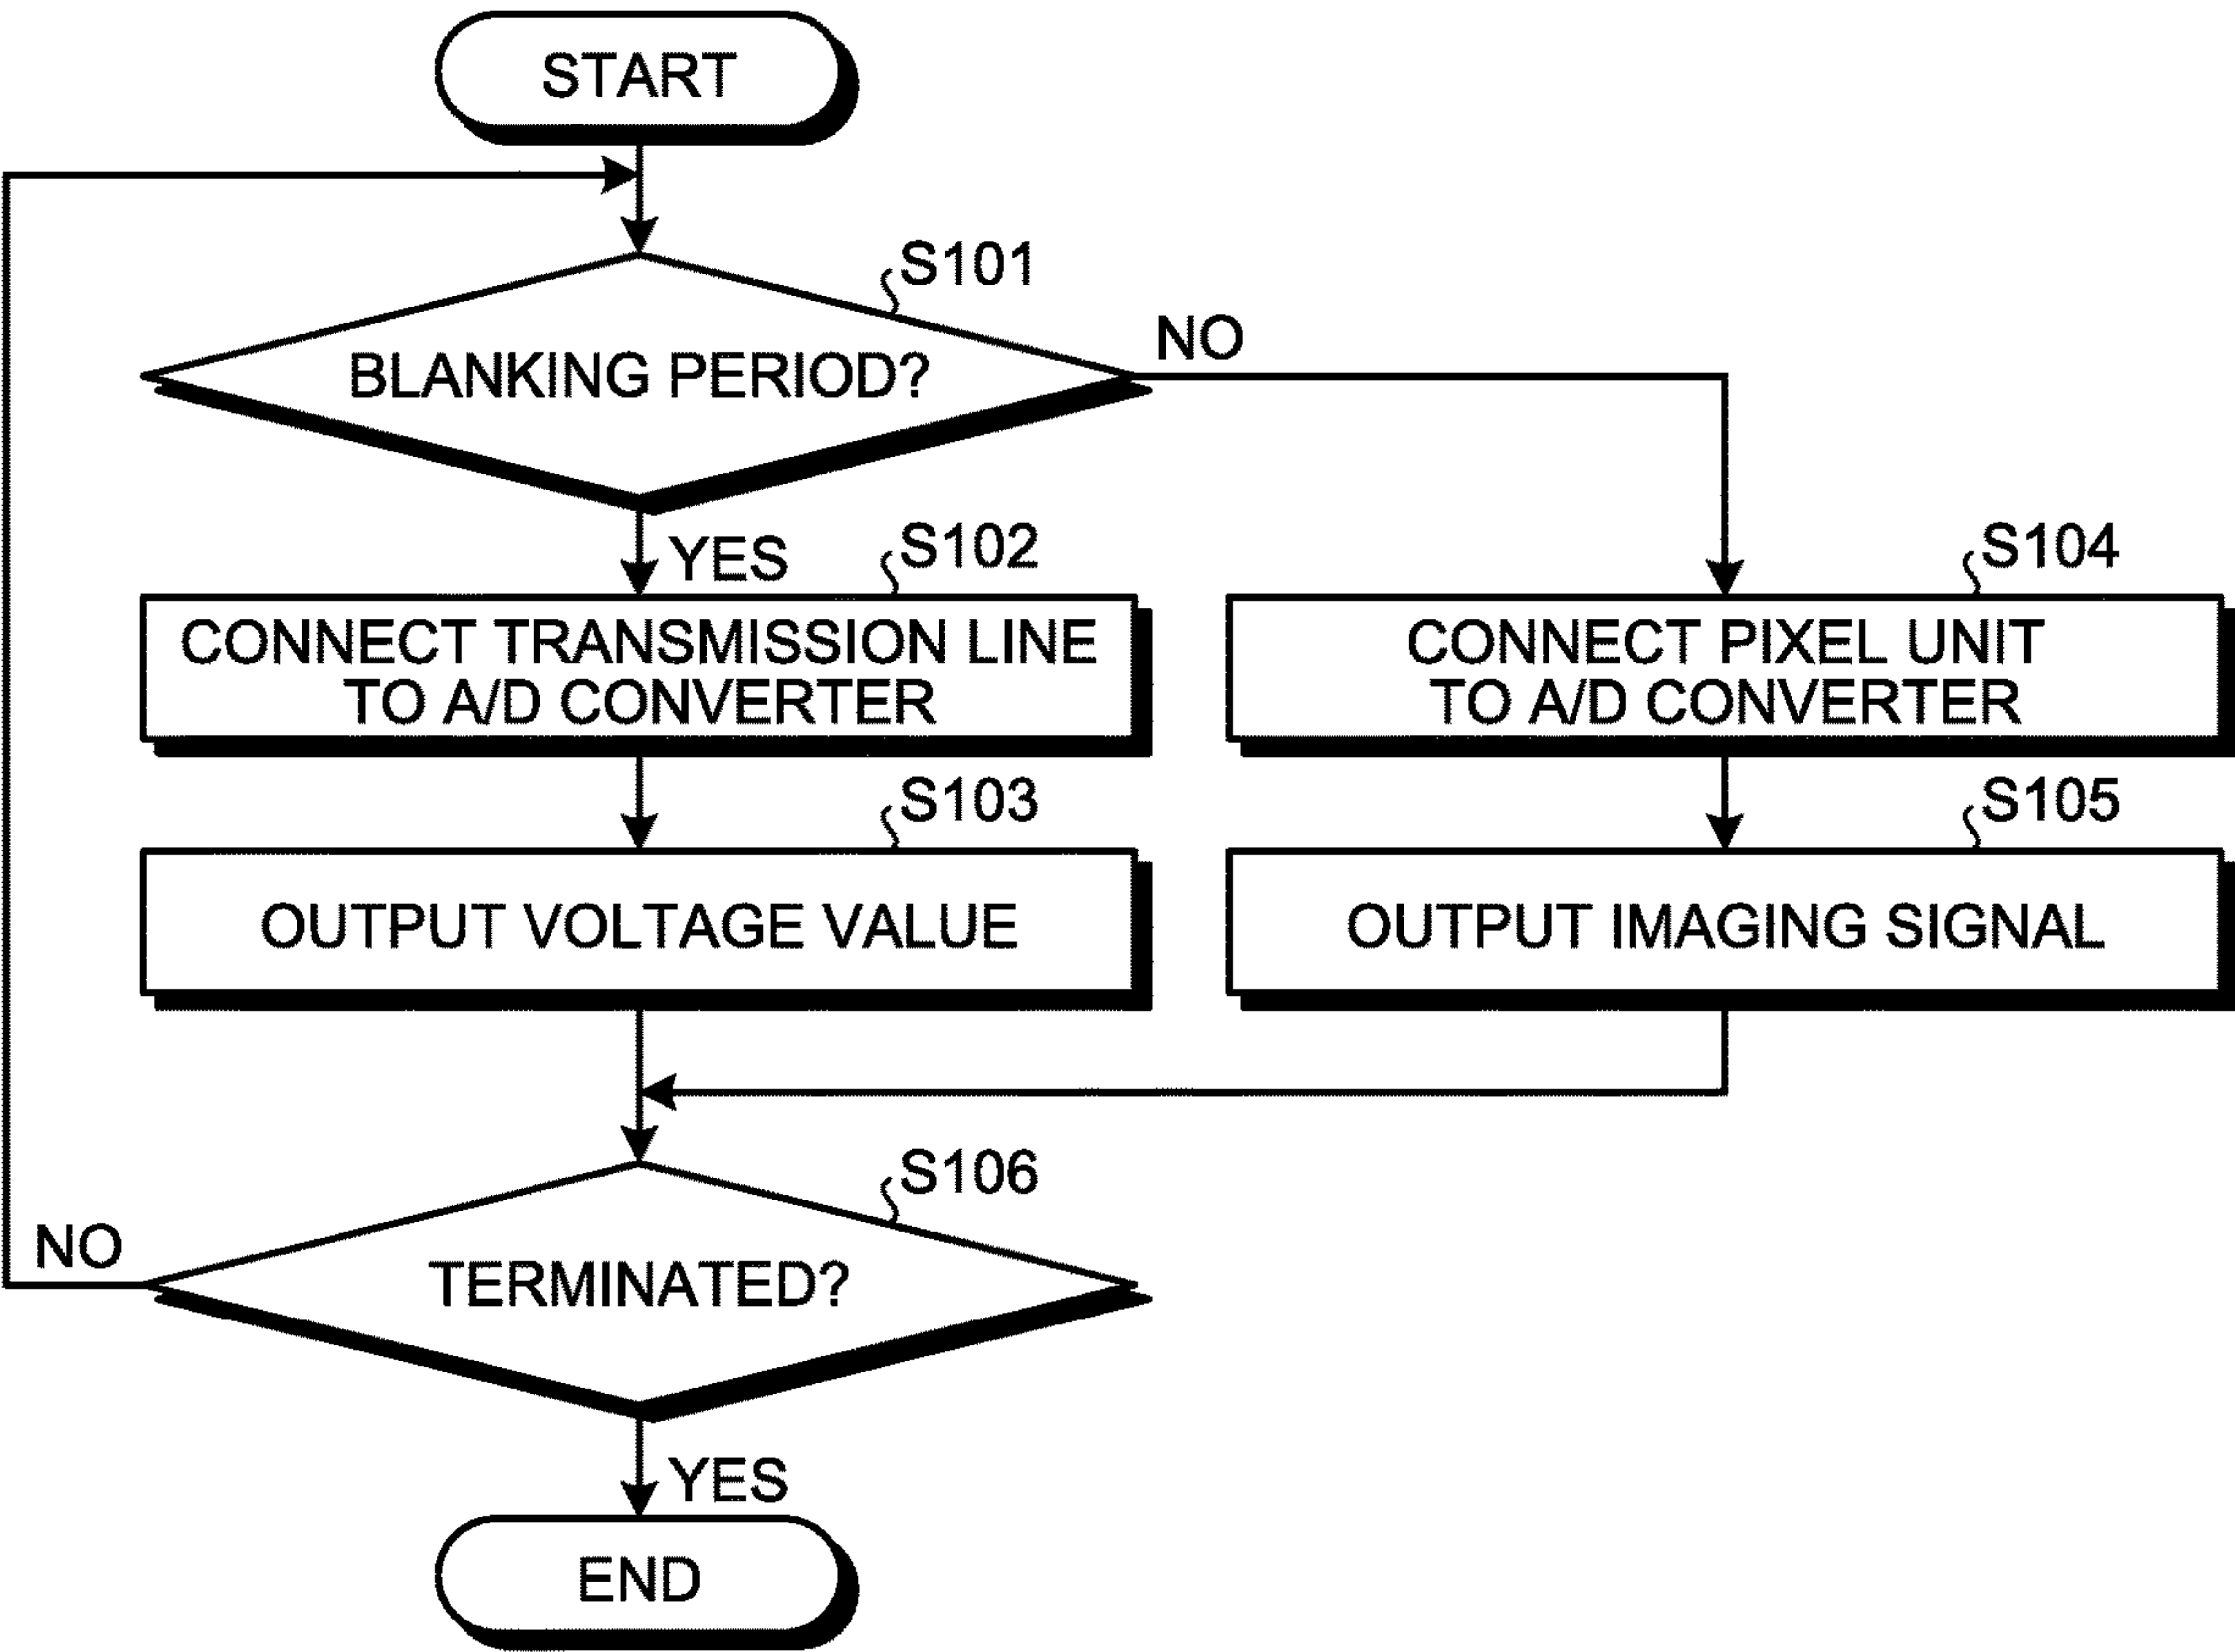 START
S101
BLANKING PERIOD?
NO
YES
S102
CONNECT TRANSMISSION LINE
TO A/D CONVERTER
S104
CONNECT PIXEL UNIT
TO A/D CONVERTER
S103
OUTPUT VOLTAGE VALUE
S105
OUTPUT IMAGING SIGNAL
S106
TERMINATED?
NO
YES
END